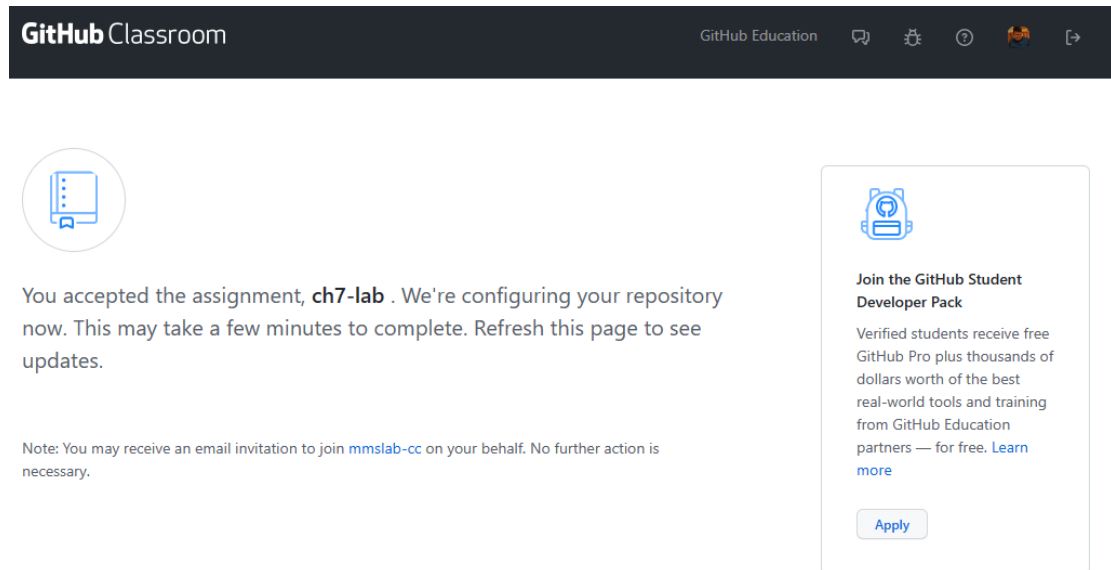 GitHub Classroom
GitHub Education
You accepted the assignment, ch7-lab . We're configuring your repository
now. This may take a few minutes to complete. Refresh this page to see
updates.
Note: You may receive an email invitation to join mmslab-cc on your behalf. No further action is
necessary.
Join the GitHub Student
Developer Pack
Verified students receive free
GitHub Pro plus thousands of
dollars worth of the best
real-world tools and training
from GitHub Education
partners — for free. Learn
more
Apply